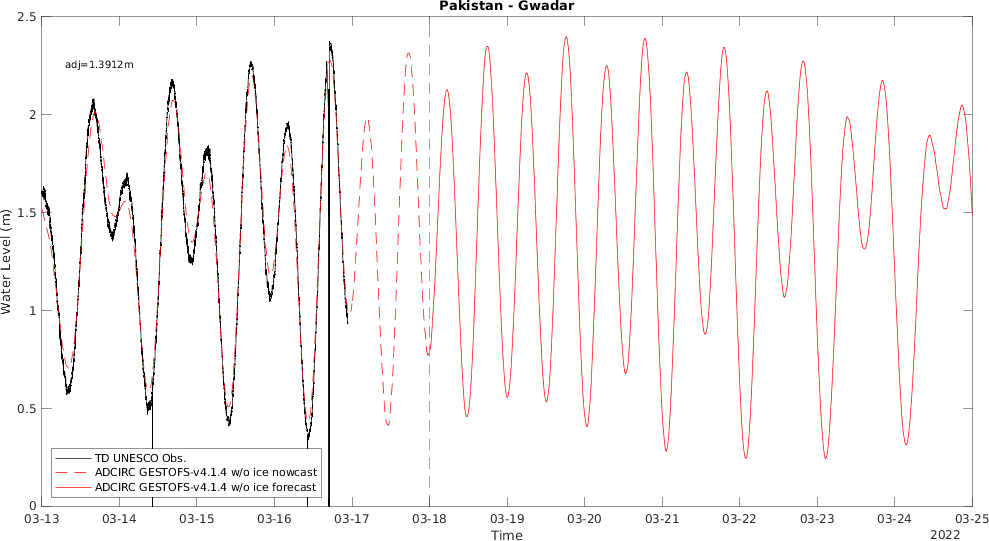 Pakistan - Gwadar
2.5
adj=1.3912m
2
1.5
Water Level (m)
1
0.5
0
TD UNESCO Obs.
ADCIRC GESTOFS-v4.1.4 w/o ice nowcast
ADCIRC GESTOFS-v4.1.4 w/o ice forecast
03-13 03-14 03-15 03-16 03-17 03-18 03-19 03-20 03-21 03-22 03-23 03-24 03-25
Time
2022